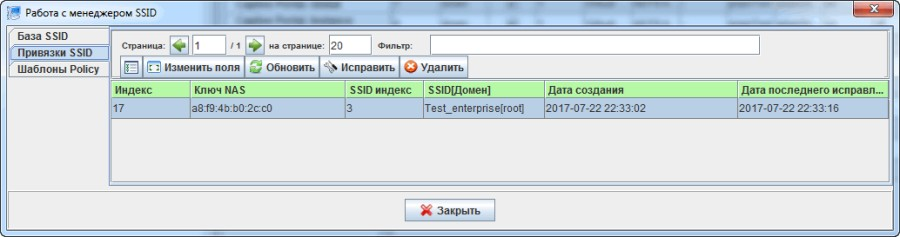 Работа с менеджером SSID
База SSID
Привязки SSID
Шаблоны Policy
Страница: 1 / 1 на странице: 20 Фильтр:
Изменить поля Обновить Исправить Удалить
Индекс Ключ NAS SSID индекс SSID[Домен] Дата создания Дата последнего исправл...
17 a8:f9:4b:b0:2c:c0 3 Test_enterprise[root] 2017-07-22 22:33:02 2017-07-22 22:33:16
Закрыть